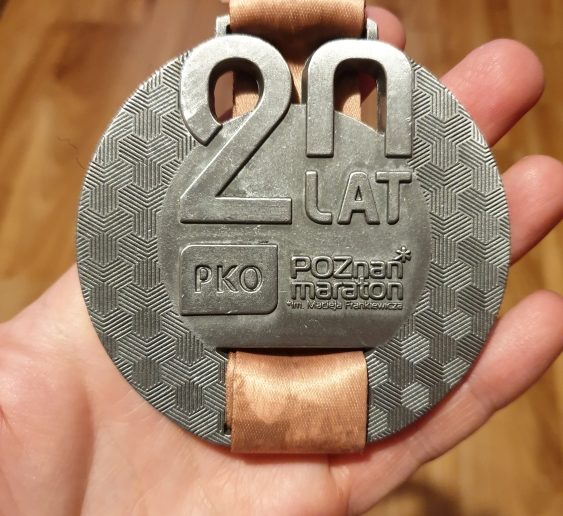 20
LAT
PKO
POZnan*
maraton
*im. Macieja Frankiewicza